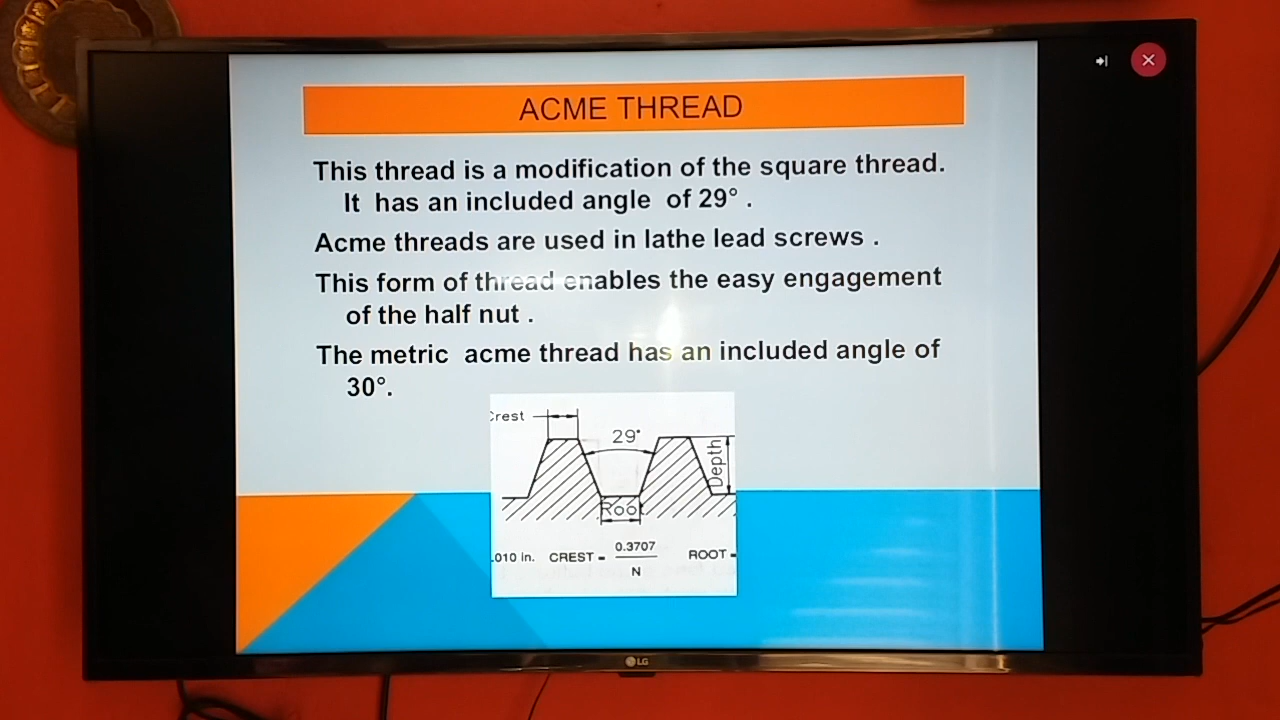 ACME THREAD
This thread is a modification of the square thread.
It has an included angle of 29° .
Acme threads are used in lathe lead screws .
This form of thread enables the easy engagement
of the half nut .
The metric acme thread has an included angle of
30°.
Crest
29°
Depth
Roo
.010 in. CREST = 0.3707 ROOT =
N
LG